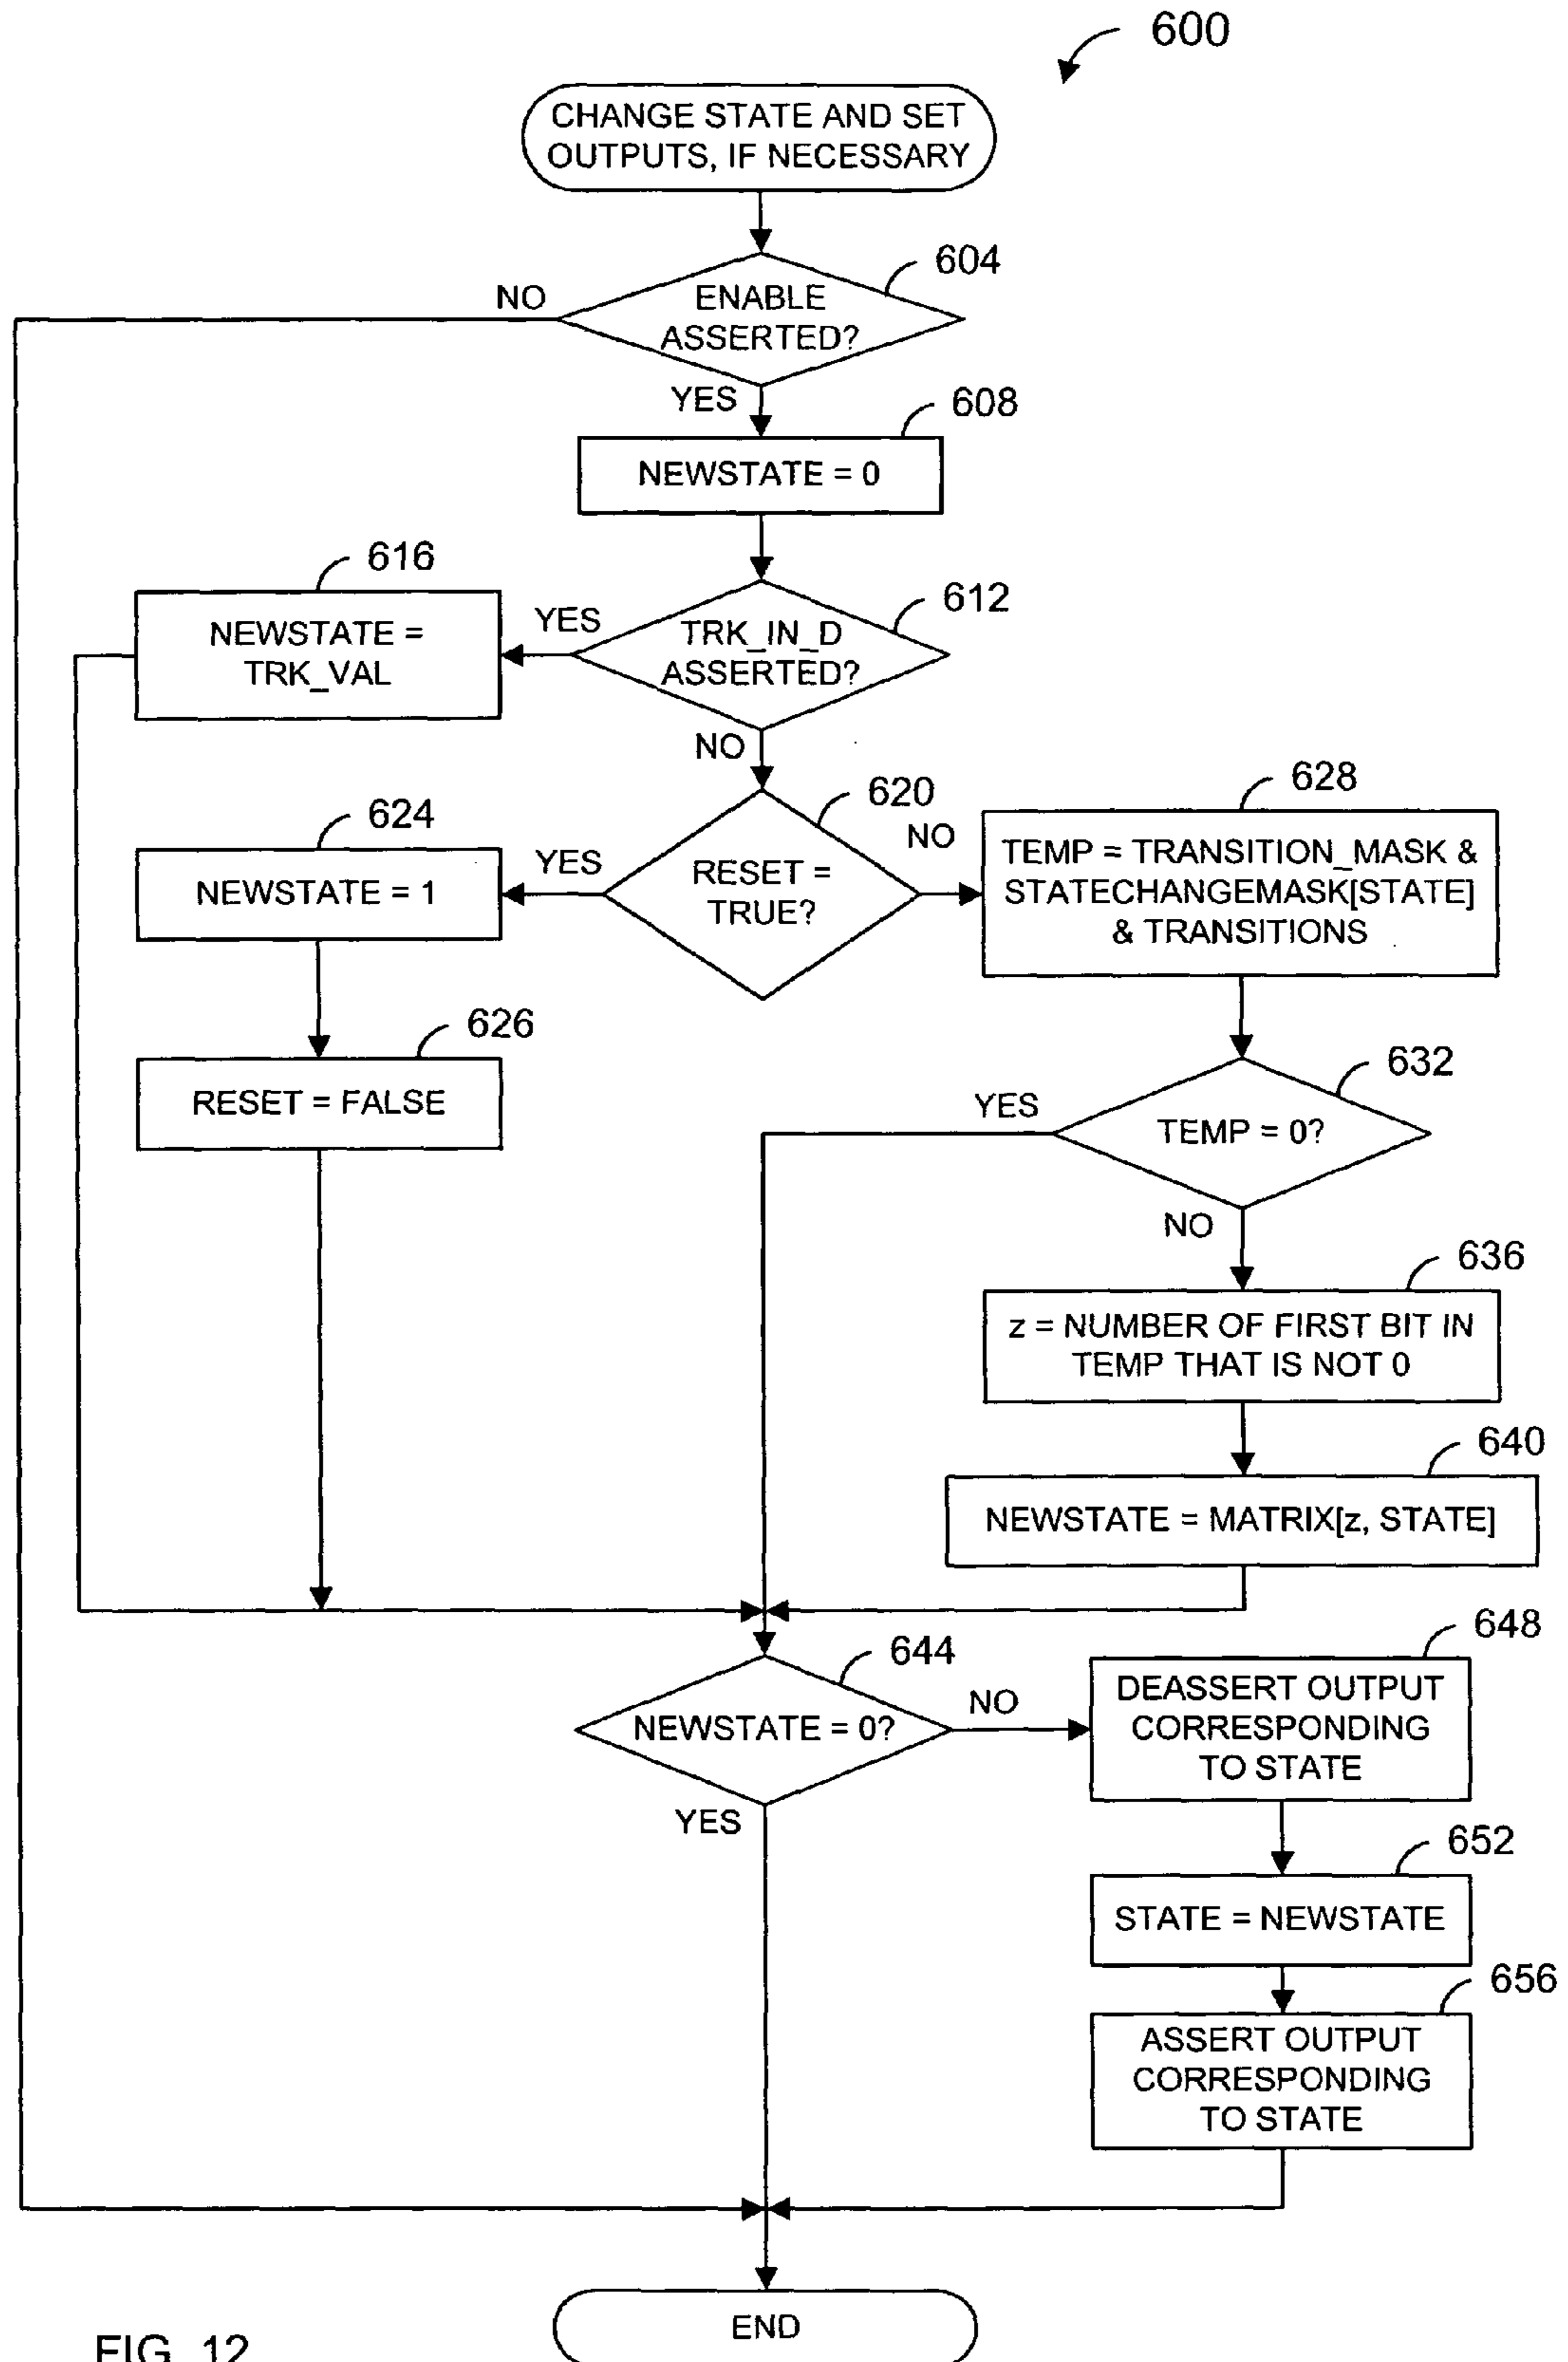 600
CHANGE STATE AND SET
OUTPUTS, IF NECESSARY
604
NO
ENABLE
ASSERTED?
YES
608
NEWSTATE = 0
616
612
YES
NEWSTATE =
TRK_VAL
TRK_IN_D
ASSERTED?
NO
620
628
624
NO
YES
NEWSTATE = 1
RESET =
TRUE?
TEMP = TRANSITION_MASK &
STATECHANGEMASK[STATE]
& TRANSITIONS
626
RESET = FALSE
632
YES
TEMP = 0?
NO
636
z = NUMBER OF FIRST BIT IN
TEMP THAT IS NOT 0
640
NEWSTATE = MATRIX[z, STATE]
644
648
NEWSTATE = 0?
NO
DEASSERT OUTPUT
CORRESPONDING
TO STATE
YES
652
STATE = NEWSTATE
656
ASSERT OUTPUT
CORRESPONDING
TO STATE
END
FIG. 12